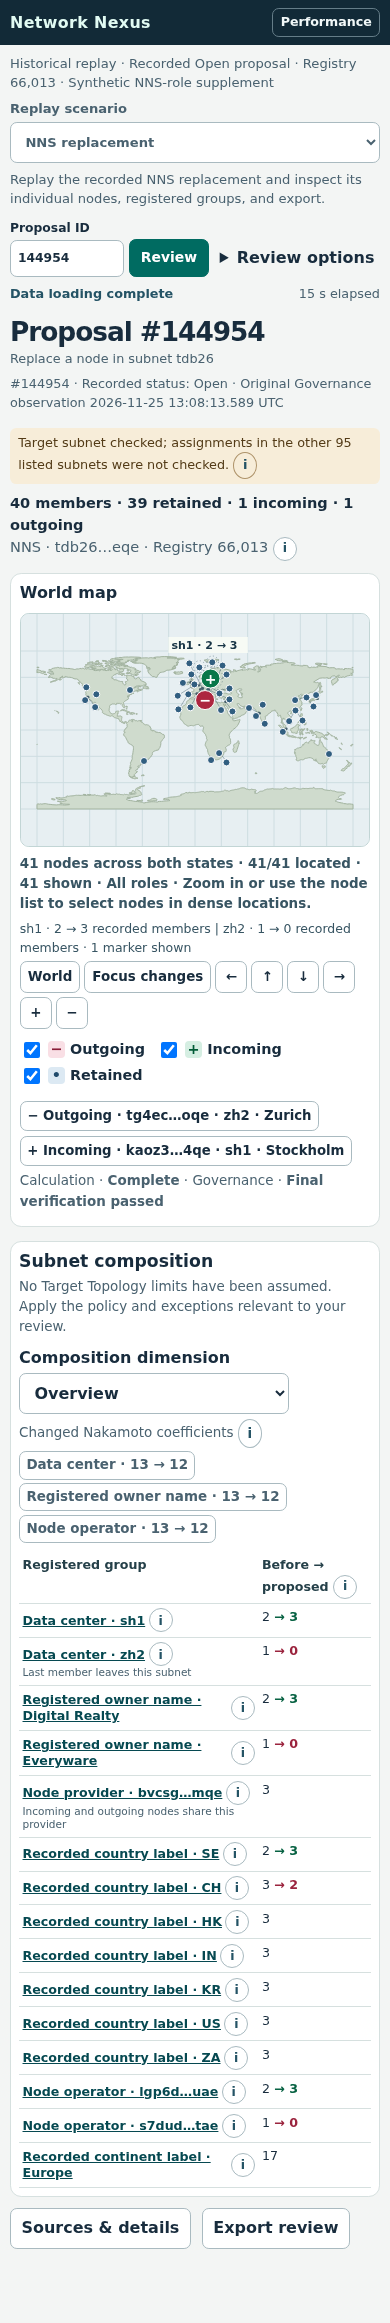 Network Nexus
Performance
Historical replay · Recorded Open proposal · Registry
66,013 · Synthetic NNS-role supplement
Replay scenario
NNS replacement
Replay the recorded NNS replacement and inspect its
individual nodes, registered groups, and export.
Proposal ID
144954
Review
▶ Review options
Data loading complete
15 s elapsed
Proposal #144954
Replace a node in subnet tdb26
#144954 · Recorded status: Open · Original Governance
observation 2026-11-25 13:08:13.589 UTC
Target subnet checked; assignments in the other 95
listed subnets were not checked. i
40 members · 39 retained · 1 incoming · 1
outgoing
NNS · tdb26…eqe · Registry 66,013 i
World map
sh1 · 2 → 3
+
−
41 nodes across both states · 41/41 located ·
41 shown · All roles · Zoom in or use the node
list to select nodes in dense locations.
sh1 · 2 → 3 recorded members | zh2 · 1 → 0 recorded
members · 1 marker shown
World
Focus changes
←
↑
↓
→
+
−
− Outgoing
+ Incoming
• Retained
− Outgoing · tg4ec…oqe · zh2 · Zurich
+ Incoming · kaoz3…4qe · sh1 · Stockholm
Calculation · Complete · Governance · Final
verification passed
Subnet composition
No Target Topology limits have been assumed.
Apply the policy and exceptions relevant to your
review.
Composition dimension
Overview
Changed Nakamoto coefficients i
Data center · 13 → 12
Registered owner name · 13 → 12
Node operator · 13 → 12
Registered group
Before →
proposed i
Data center · sh1 i
2 → 3
Data center · zh2 i
1 → 0
Last member leaves this subnet
Registered owner name ·
Digital Realty
i
2 → 3
Registered owner name ·
Everyware
i
1 → 0
Node provider · bvcsg…mqe i
3
Incoming and outgoing nodes share this
provider
Recorded country label · SE i
2 → 3
Recorded country label · CH i
3 → 2
Recorded country label · HK i
3
Recorded country label · IN i
3
Recorded country label · KR i
3
Recorded country label · US i
3
Recorded country label · ZA i
3
Node operator · lgp6d…uae i
2 → 3
Node operator · s7dud…tae i
1 → 0
Recorded continent label ·
Europe
i
17
Sources & details
Export review